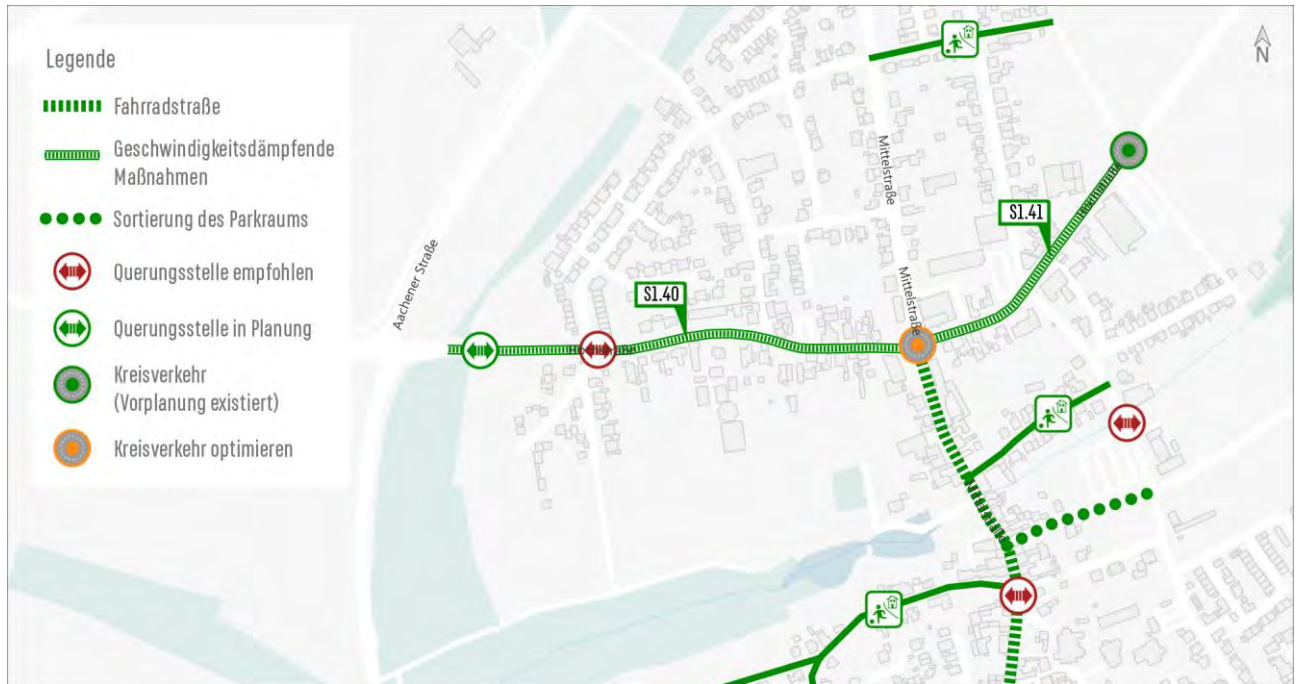 Legende
Fahrradstraße
Geschwindigkeitsdämpfende
Maßnahmen
Sortierung des Parkraums
Querungsstelle empfohlen
Querungsstelle in Planung
Kreisverkehr
(Vorplanung existiert)
Kreisverkehr optimieren
N
Mittelstraße
S1.41
Aachener Straße
S1.40
Mittelstraße